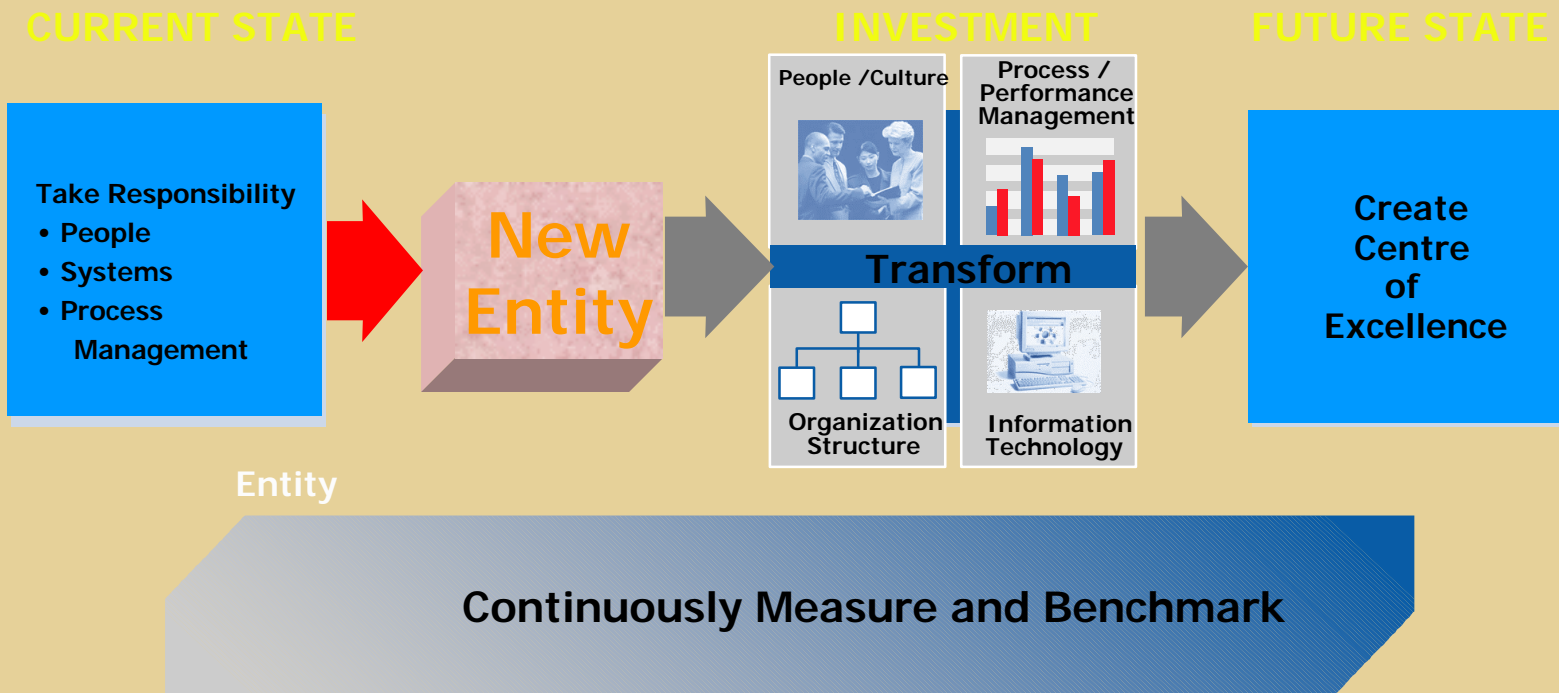 CURRENT STATE
INVESTMENT
FUTURE STATE
Take Responsibility
• People
• Systems
• Process
Management
New
Entity
People /Culture
Process /
Performance
Management
Transform
Organization
Structure
Information
Technology
Create
Centre
of
Excellence
Entity
Continuously Measure and Benchmark